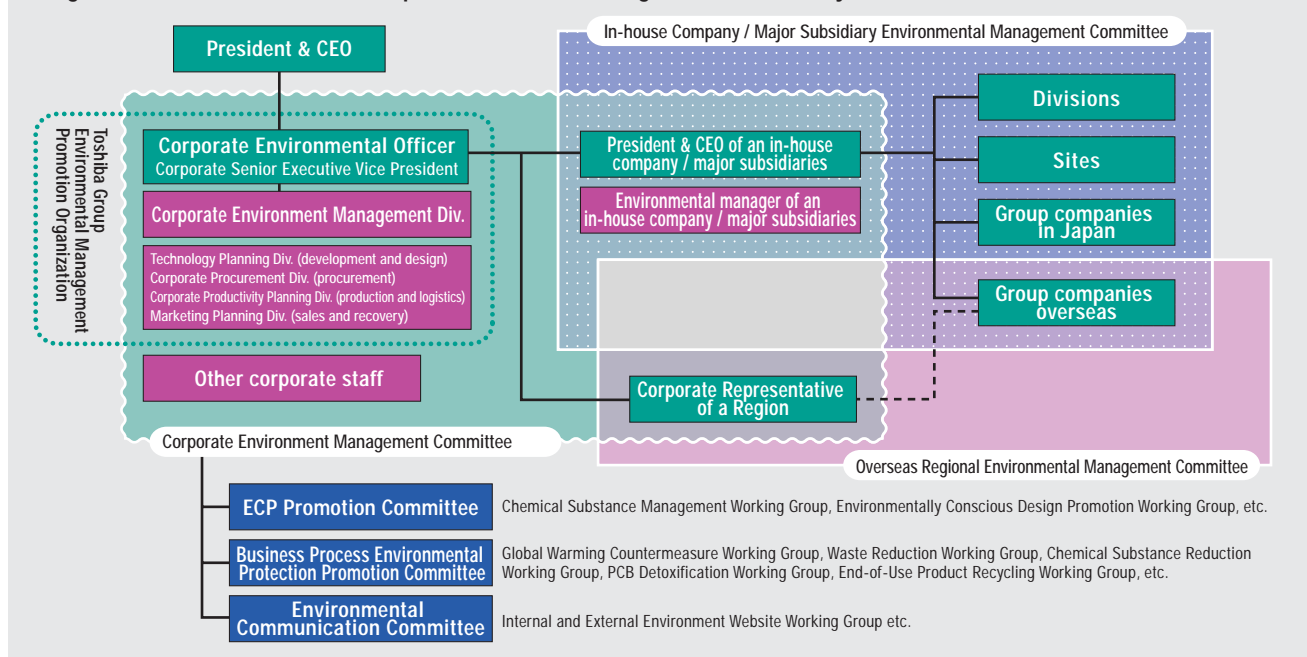 In-house Company / Major Subsidiary Environmental Management Committee
President & CEO
Divisions
Toshiba Group
Environmental Management
Promotion Organization
Corporate Environmental Officer
Corporate Senior Executive Vice President
President & CEO of an in-house
company / major subsidiaries
Sites
Corporate Environment Management Div.
Environmental manager of an
in-house company / major subsidiaries
Group companies
in Japan
Technology Planning Div. (development and design)
Corporate Procurement Div. (procurement)
Corporate Productivity Planning Div. (production and logistics)
Marketing Planning Div. (sales and recovery)
Group companies
overseas
Other corporate staff
Corporate Representative
of a Region
Corporate Environment Management Committee
Overseas Regional Environmental Management Committee
ECP Promotion Committee
Chemical Substance Management Working Group, Environmentally Conscious Design Promotion Working Group, etc.
Business Process Environmental
Protection Promotion Committee
Global Warming Countermeasure Working Group, Waste Reduction Working Group, Chemical Substance Reduction
Working Group, PCB Detoxification Working Group, End-of-Use Product Recycling Working Group, etc.
Environmental
Communication Committee
Internal and External Environment Website Working Group etc.